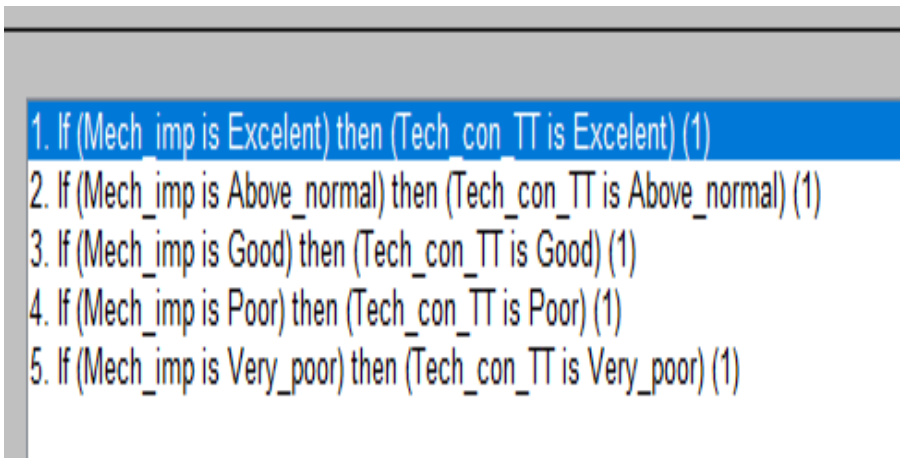 1. If (Mech_imp is Excelent) then (Tech_con_TT is Excelent) (1)
2. If (Mech_imp is Above_normal) then (Tech_con_TT is Above_normal) (1)
3. If (Mech_imp is Good) then (Tech_con_TT is Good) (1)
4. If (Mech_imp is Poor) then (Tech_con_TT is Poor) (1)
5. If (Mech_imp is Very_poor) then (Tech_con_TT is Very_poor) (1)